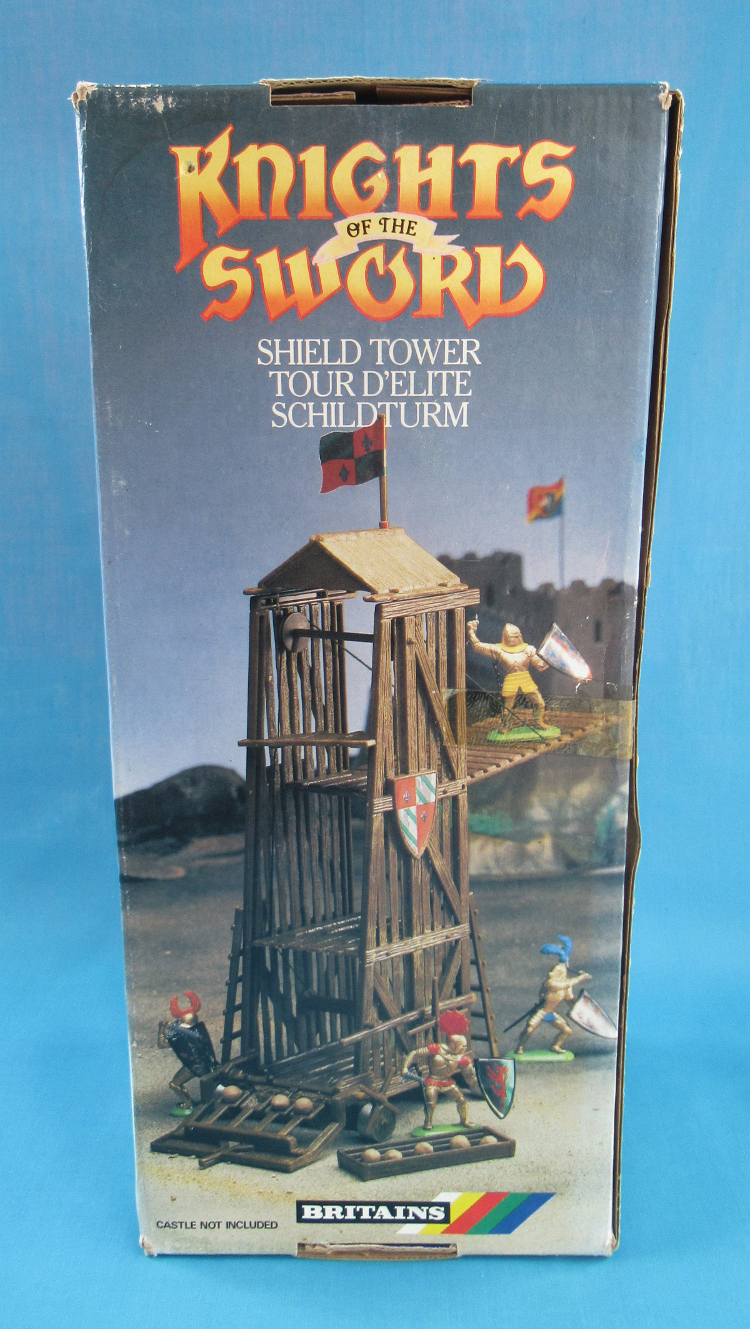 KNIGHTS
OF THE
SWORD
SHIELD TOWER
TOUR D'ELITE
SCHILDTURM
CASTLE NOT INCLUDED
BRITAINS